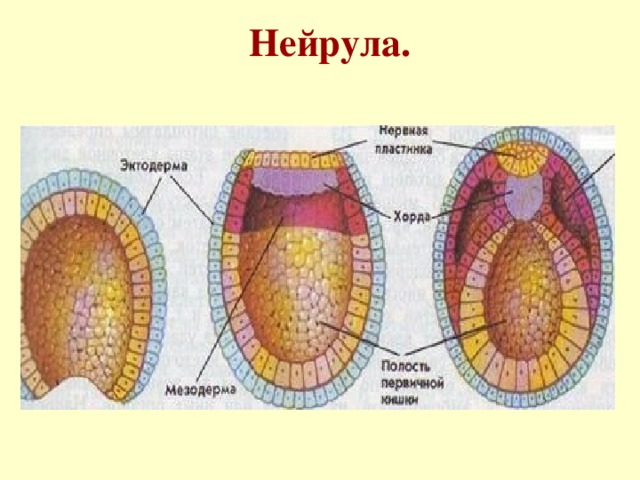 Нейрула.
Нервная
пластинка
Эктодерма
Хорда
Мезодерма
Полость
первичной
кишки